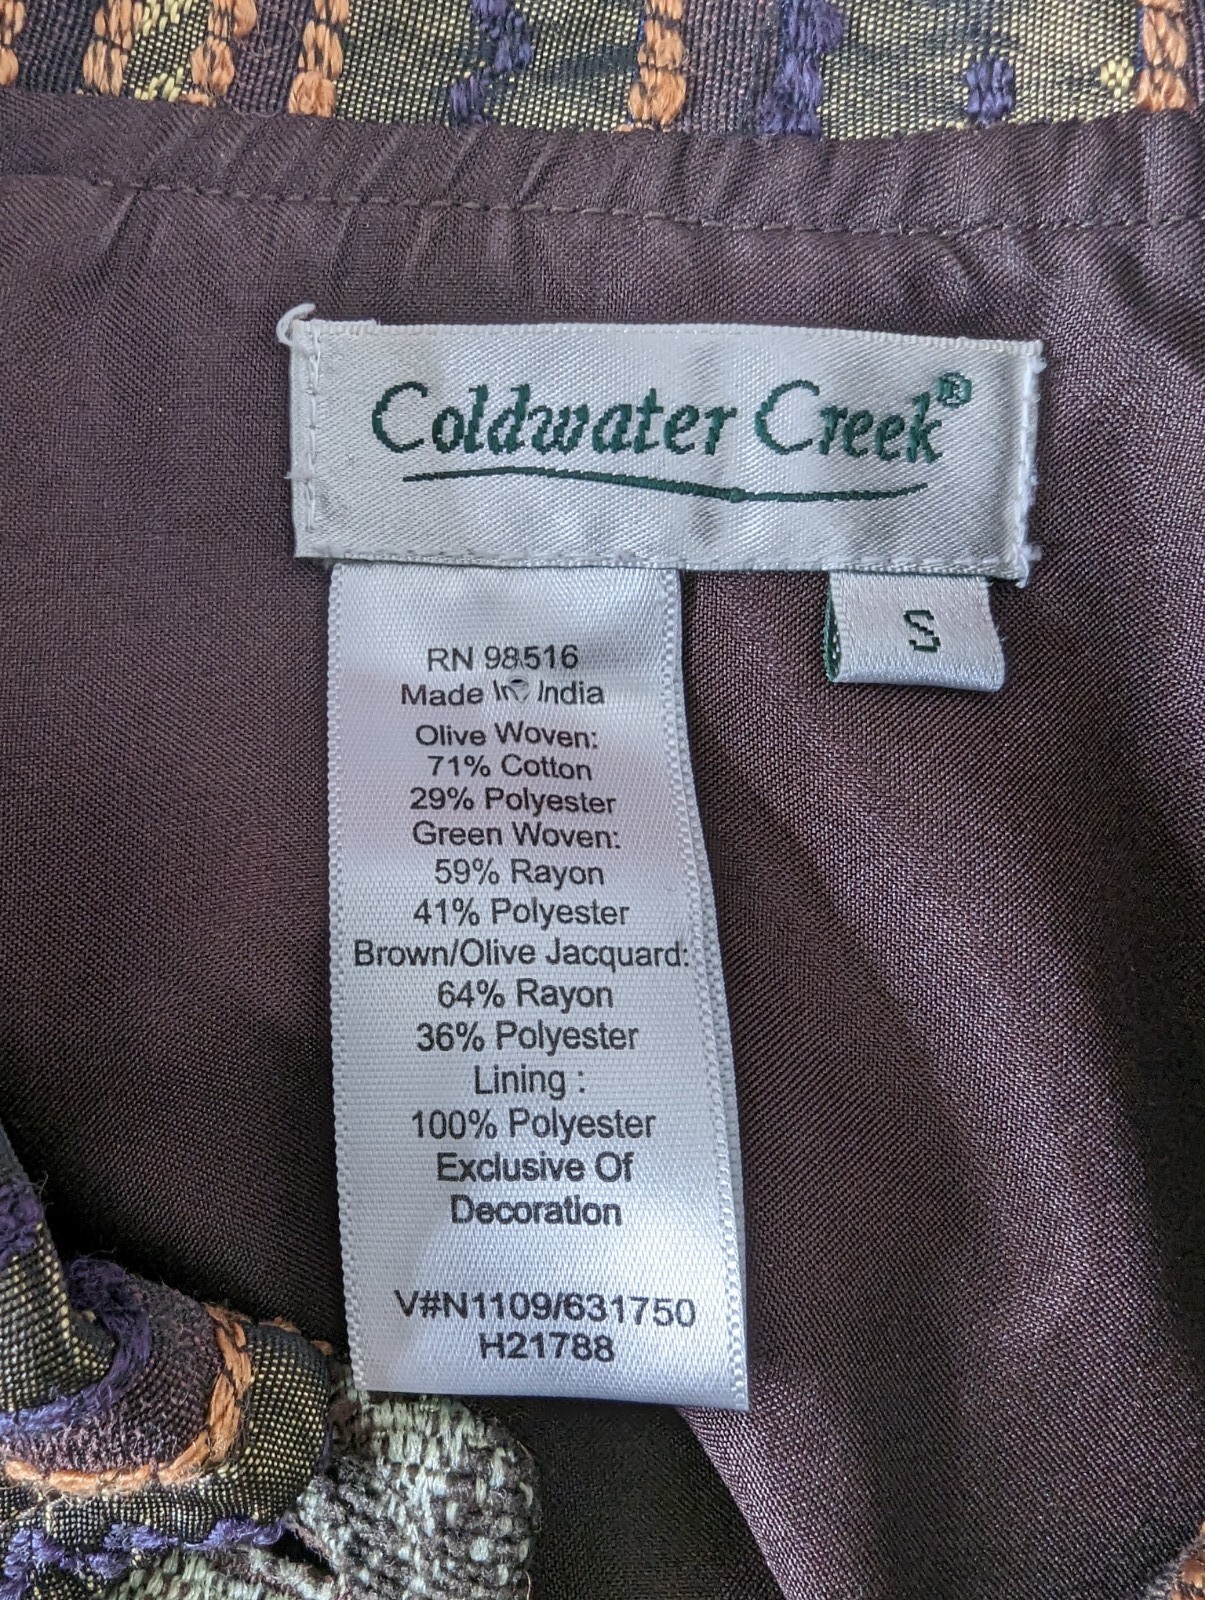 Coldwater Creek®
S
RN 98516
Made In India
Olive Woven:
71% Cotton
29% Polyester
Green Woven:
59% Rayon
41% Polyester
Brown/Olive Jacquard:
64% Rayon
36% Polyester
Lining :
100% Polyester
Exclusive Of
Decoration
V#N1109/631750
H21788